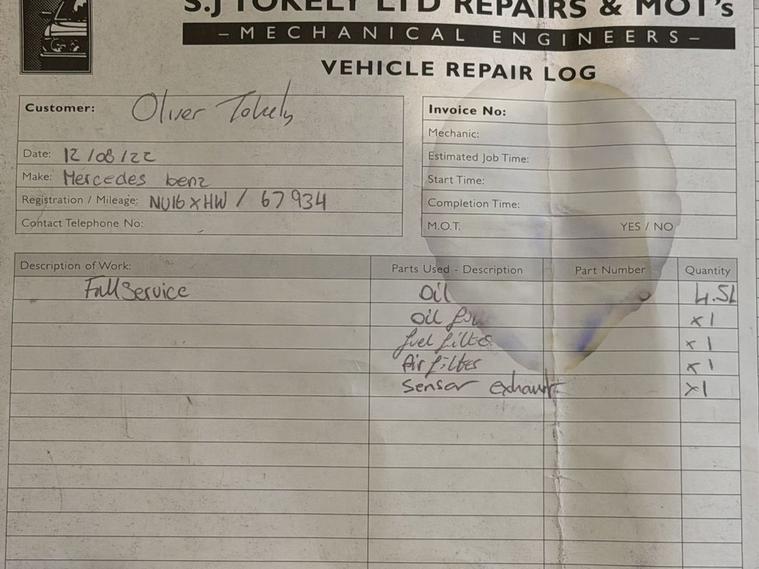 S.J TOKELY LTD REPAIRS & MOT's
– MECHANICAL ENGINEERS –
VEHICLE REPAIR LOG
Customer: Oliver Tokely
Date: 12/08/22
Make: Mercedes benz
Registration / Mileage: NU16XHW / 67934
Contact Telephone No:
Invoice No:
Mechanic:
Estimated Job Time:
Start Time:
Completion Time:
M.O.T. YES / NO
Description of Work: Parts Used - Description Part Number Quantity
Full Service Oil 4.5L
Oil x1
fuel filter x1
Air filter x1
Sensor exhaust x1